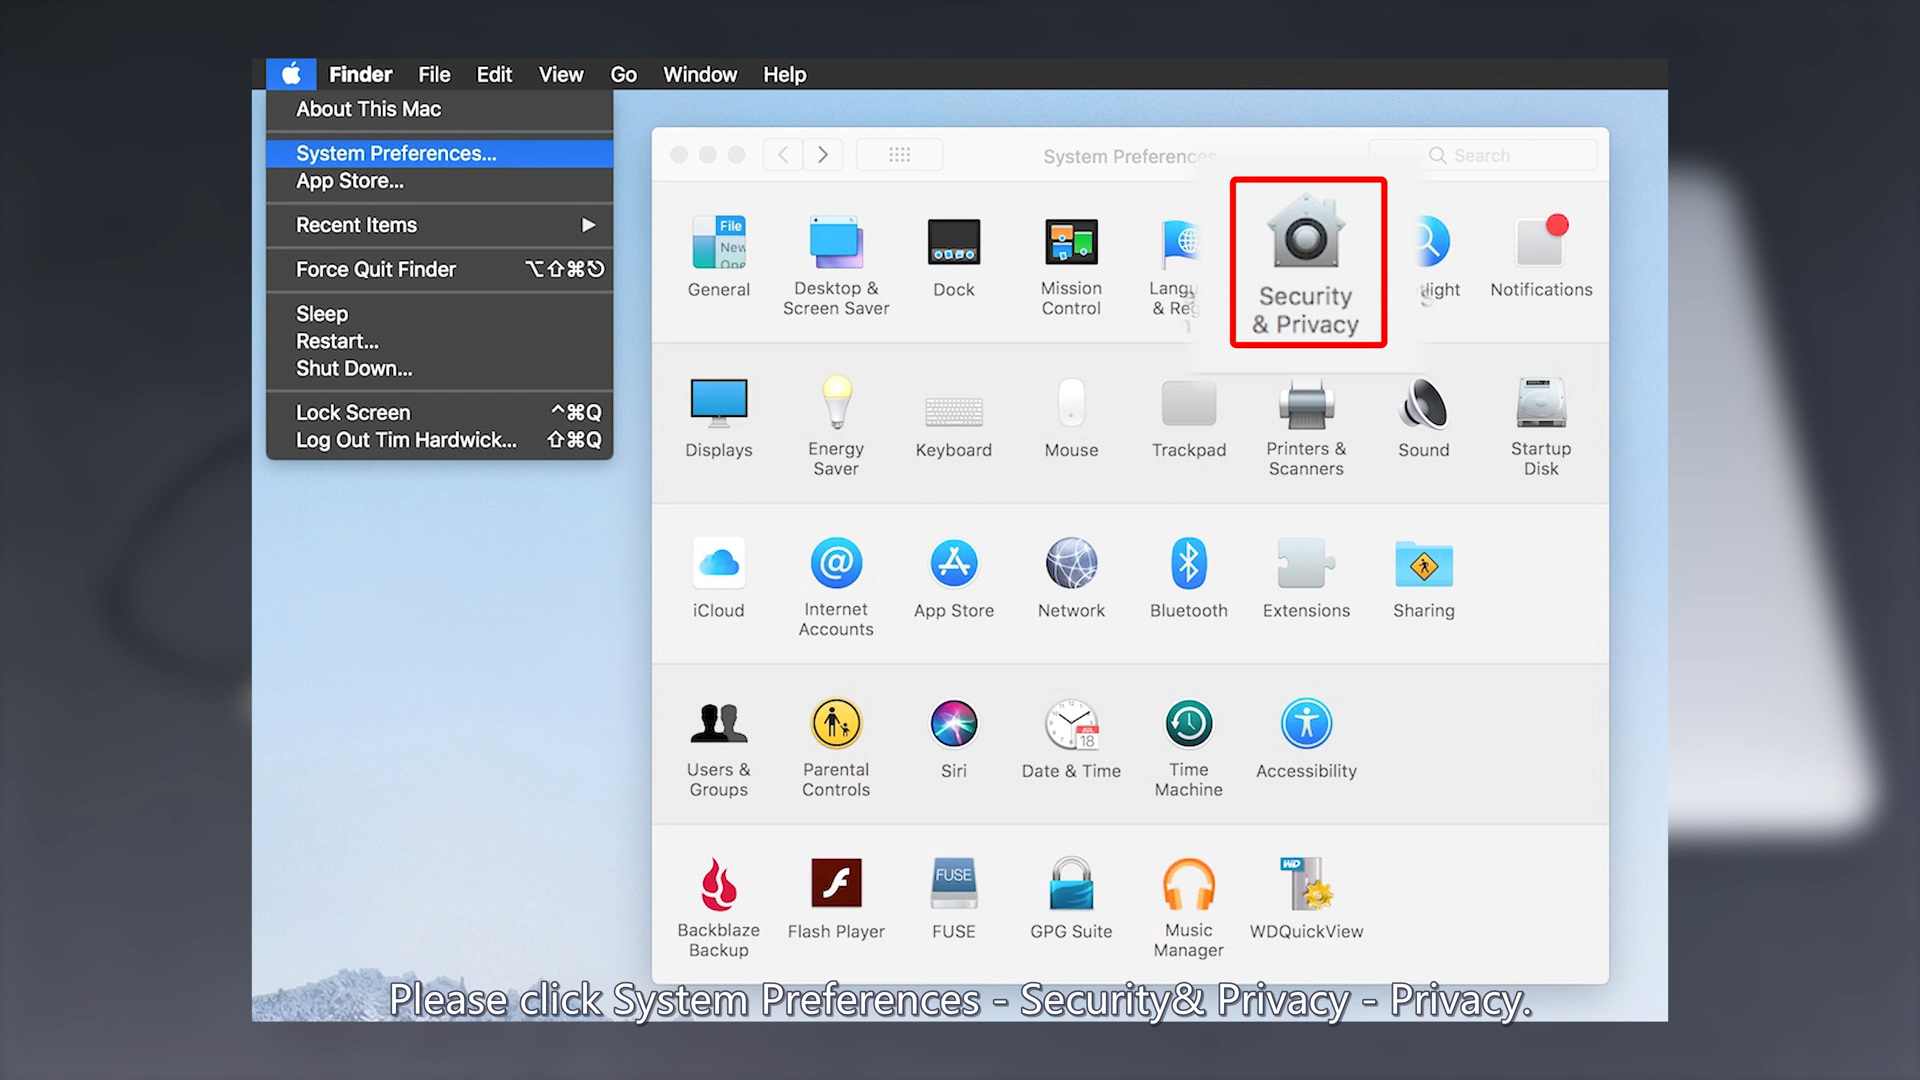 Finder File Edit View Go Window Help
About This Mac
System Preferences...
App Store...
Recent Items
Force Quit Finder ⌥⇧⌘⎋
Sleep
Restart...
Shut Down...
Lock Screen ^⌘Q
Log Out Tim Hardwick... ⇧⌘Q
System Preferences
Search
File
New
General
Desktop &
Screen Saver
Dock
Mission
Control
Security
& Privacy
Notifications
Displays
Energy
Saver
Keyboard
Mouse
Trackpad
Printers &
Scanners
Sound
Startup
Disk
iCloud
Internet
Accounts
App Store
Network
Bluetooth
Extensions
Sharing
Users &
Groups
Parental
Controls
Siri
JUL
18
Date & Time
Time
Machine
Accessibility
Backblaze
Backup
Flash Player
FUSE
FUSE
GPG Suite
Music
Manager
WD
WDQuickView
Please click System Preferences - Security& Privacy - Privacy.